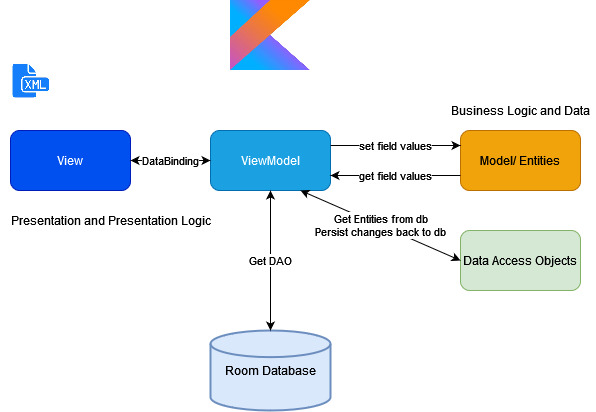 XML
Business Logic and Data
View
DataBinding
ViewModel
set field values
get field values
Model/ Entities
Presentation and Presentation Logic
Get Entities from db
Persist changes back to db
Get DAO
Data Access Objects
Room Database